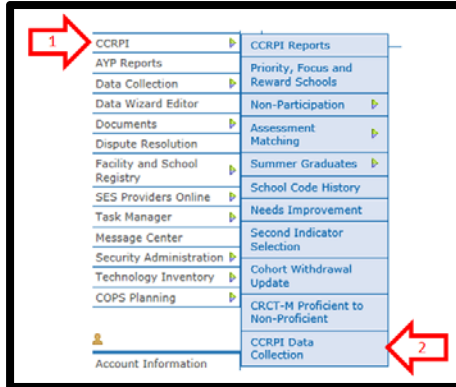 1
CCRPI
AYP Reports
Data Collection
Data Wizard Editor
Documents
Dispute Resolution
Facility and School
Registry
SES Providers Online
Task Manager
Message Center
Security Administration
Technology Inventory
COPS Planning
Account Information
CCRPI Reports
Priority, Focus and
Reward Schools
Non-Participation
Assessment
Matching
Summer Graduates
School Code History
Needs Improvement
Second Indicator
Selection
Cohort Withdrawal
Update
CRCT-M Proficient to
Non-Proficient
CCRPI Data
Collection
2